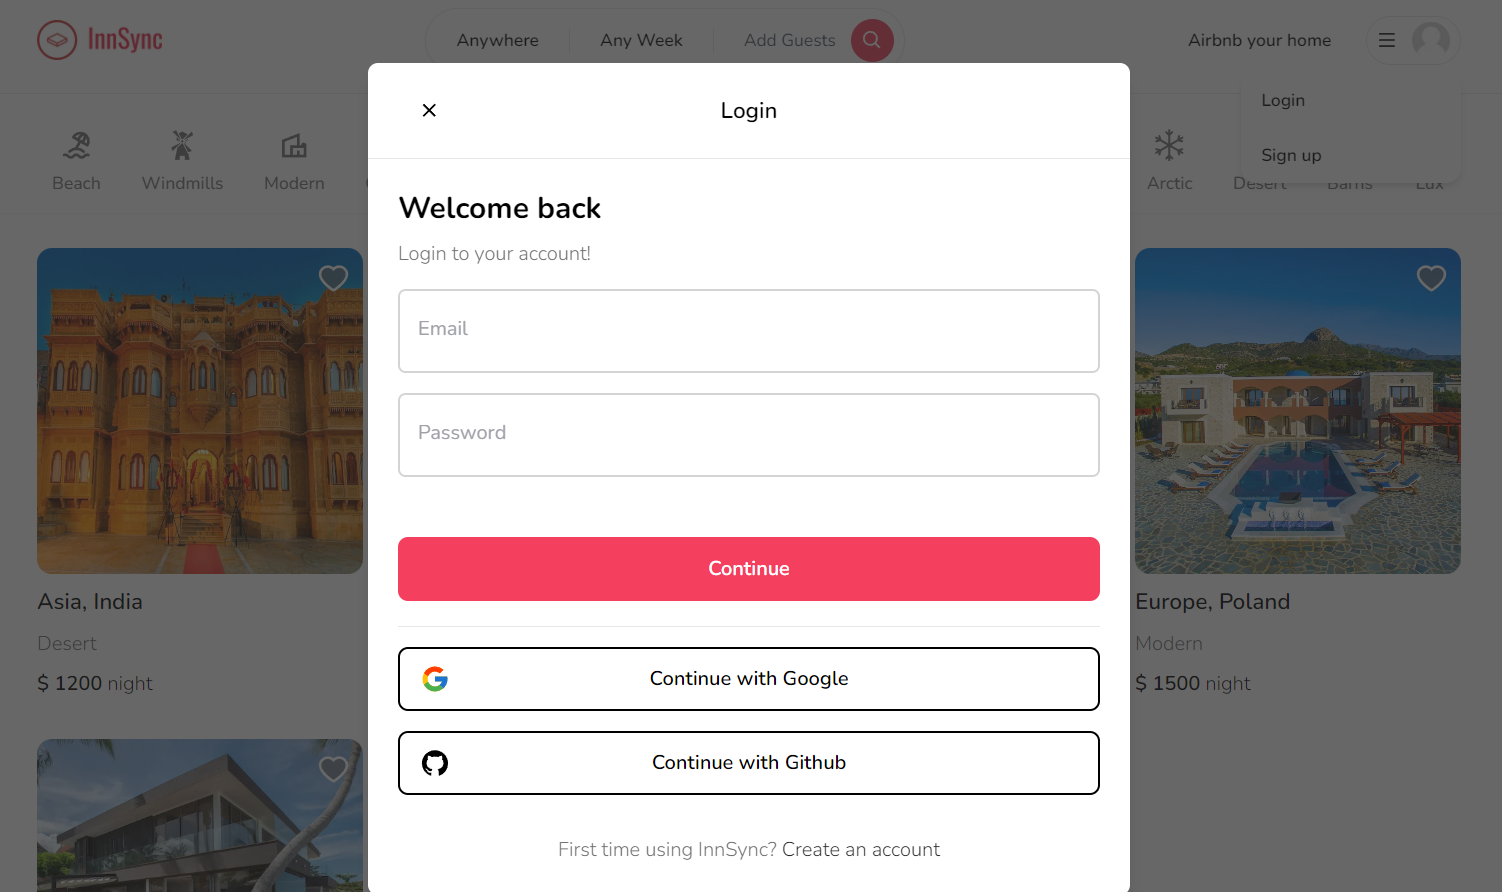 InnSync
Anywhere
Any Week
Add Guests
Airbnb your home
Login
Sign up
Beach
Windmills
Modern
Arctic
Desert
Barns
Lux
Login
Welcome back
Login to your account!
Email
Password
Continue
Continue with Google
Continue with Github
First time using InnSync? Create an account
Asia, India
Desert
$ 1200 night
Europe, Poland
Modern
$ 1500 night